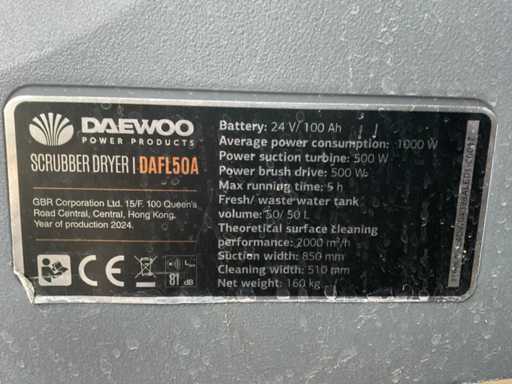 DAEWOO
POWER PRODUCTS
SCRUBBER DRYER | DAFL50A
GBR Corporation Ltd. 15/F. 100 Queen's
Road Central, Central, Hong Kong.
Year of production 2024.
CE
81 dB
Battery: 24 V/ 100 Ah
Average power consumption: 1000 W
Power suction turbine: 500 W
Power brush drive: 500 W
Max running time: 5 h
Fresh/ waste water tank
volume: 50/ 50 L
Theoretical surface cleaning
performance: 2000 m²/h
Suction width: 850 mm
Cleaning width: 510 mm
Net weight: 160 kg